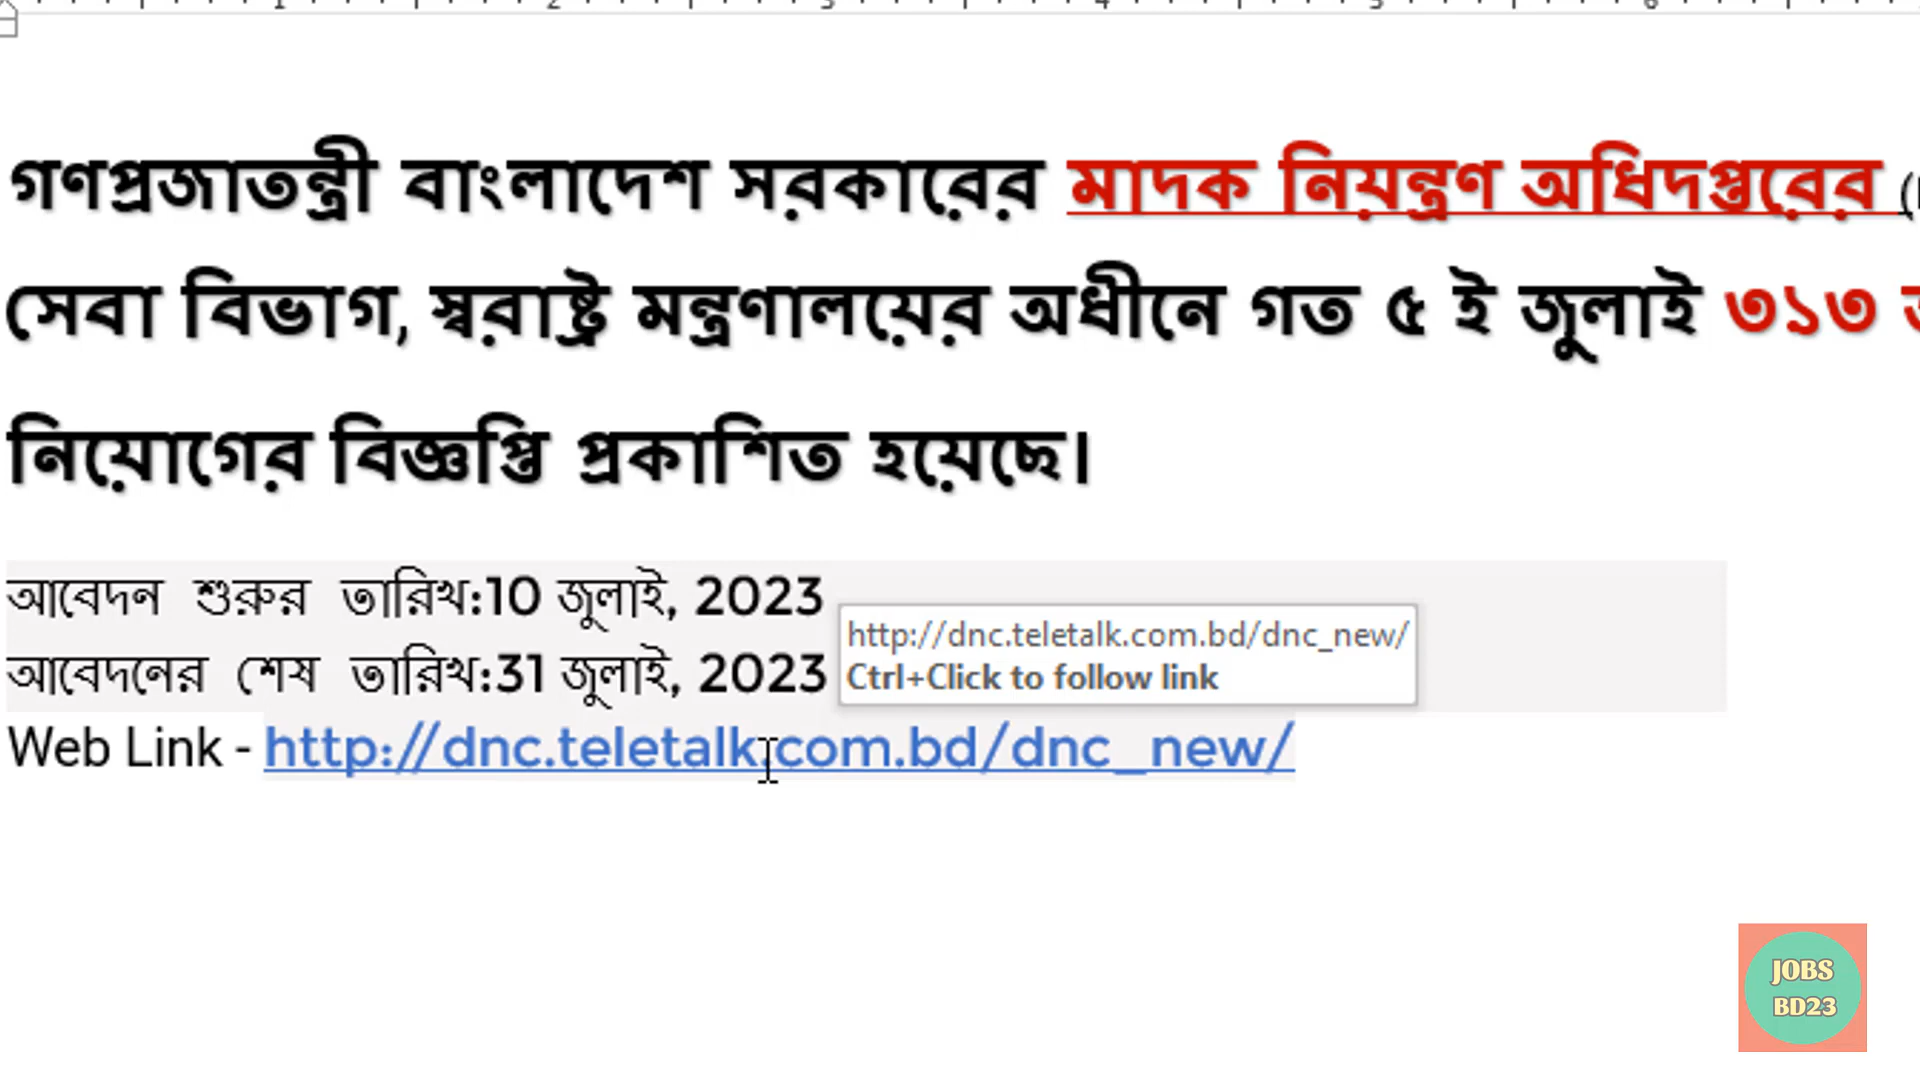 গণপ্রজাতন্ত্রী বাংলাদেশ সরকারের মাদক নিয়ন্ত্রণ অধিদপ্তরের (
সেবা বিভাগ, স্বরাষ্ট্র মন্ত্রণালয়ের অধীনে গত ৫ ই জুলাই ৩১৩
নিয়োগের বিজ্ঞপ্তি প্রকাশিত হয়েছে।
আবেদন শুরুর তারিখ:10 জুলাই, 2023
http://dnc.teletalk.com.bd/dnc_new/
আবেদনের শেষ তারিখ:31 জুলাই, 2023
Ctrl+Click to follow link
Web Link - http://dnc.teletalk.com.bd/dnc_new/
JOBS
BD23